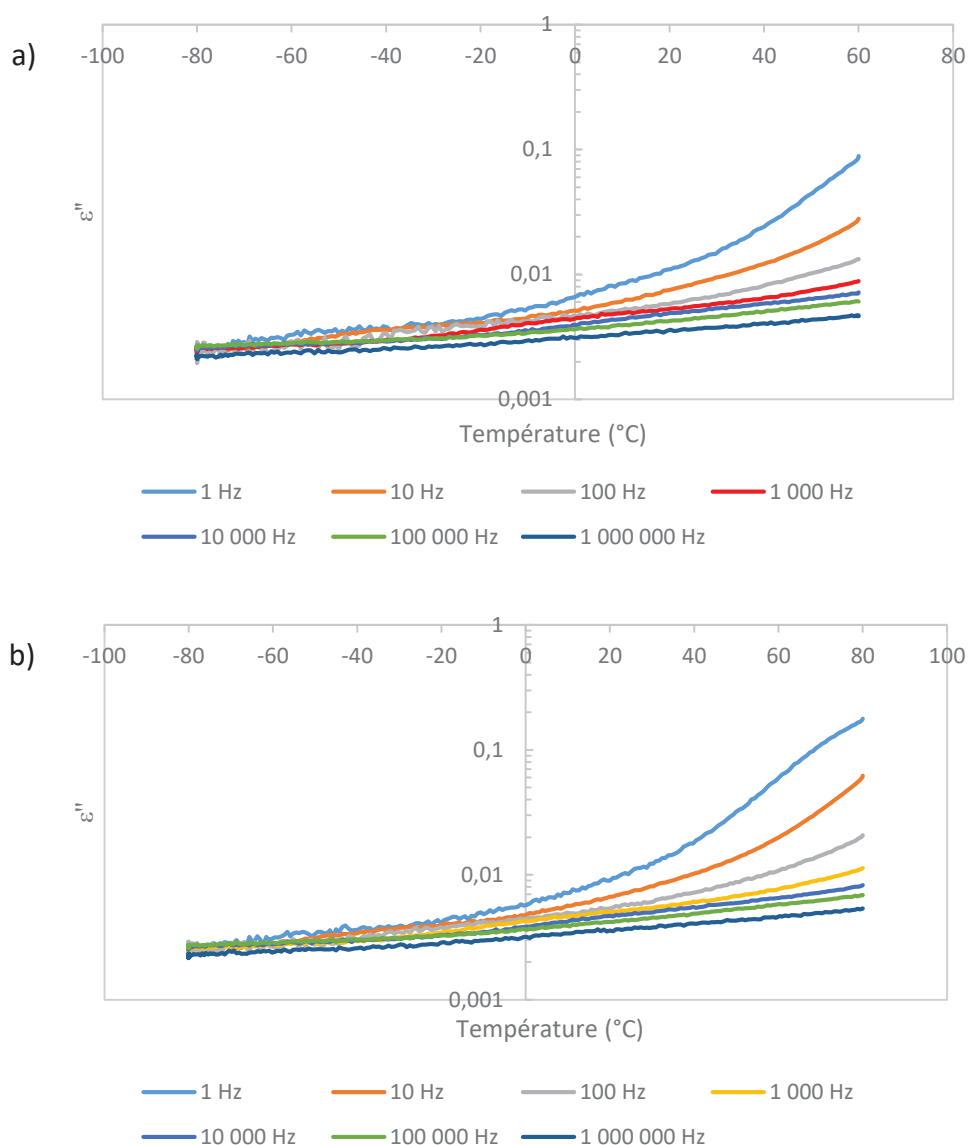 a)
1
-100 -80 -60 -40 -20 0 20 40 60 80
0,1
ε"
0,01
0,001
Température (°C)
1 Hz 10 Hz 100 Hz 1 000 Hz
10 000 Hz 100 000 Hz 1 000 000 Hz
1
b)
-100 -80 -60 -40 -20 0 20 40 60 80 100
0,1
ε"
0,01
0,001
Température (°C)
1 Hz 10 Hz 100 Hz 1 000 Hz
10 000 Hz 100 000 Hz 1 000 000 Hz